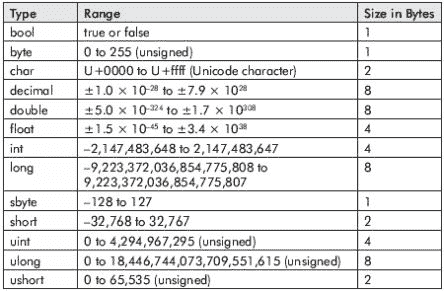 Type Range Size in Bytes
bool true or false 1
byte 0 to 255 (unsigned) 1
char U+0000 to U+ffff (Unicode character) 2
decimal ±1.0 × 10⁻²⁸ to ±7.9 × 10²⁸ 8
double ±5.0 × 10⁻³²⁴ to ±1.7 × 10³⁰⁸ 8
float ±1.5 × 10⁻⁴⁵ to ±3.4 × 10³⁸ 4
int –2,147,483,648 to 2,147,483,647 4
long –9,223,372,036,854,775,808 to 8
9,223,372,036,854,775,807
sbyte –128 to 127 1
short –32,768 to 32,767 2
uint 0 to 4,294,967,295 (unsigned) 4
ulong 0 to 18,446,744,073,709,551,615 (unsigned) 8
ushort 0 to 65,535 (unsigned) 2